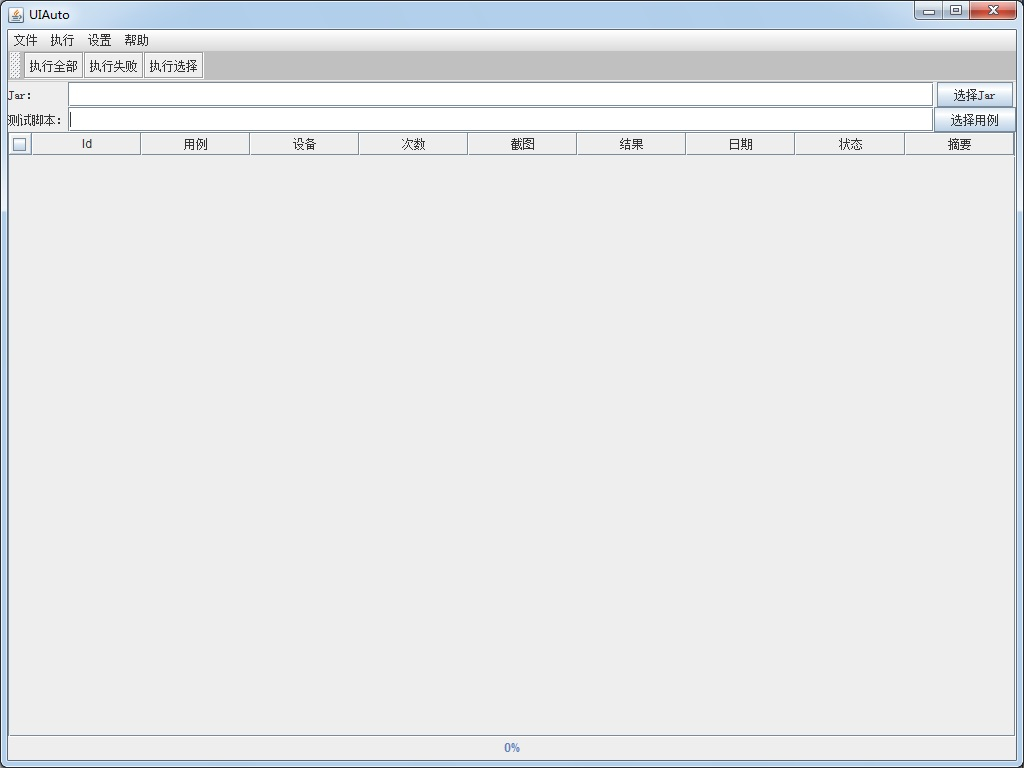 UIAuto
文件 执行 设置 帮助
执行全部 执行失败 执行选择
Jar: 选择Jar
测试脚本: 选择用例
Id 用例 设备 次数 截图 结果 日期 状态 摘要
0%